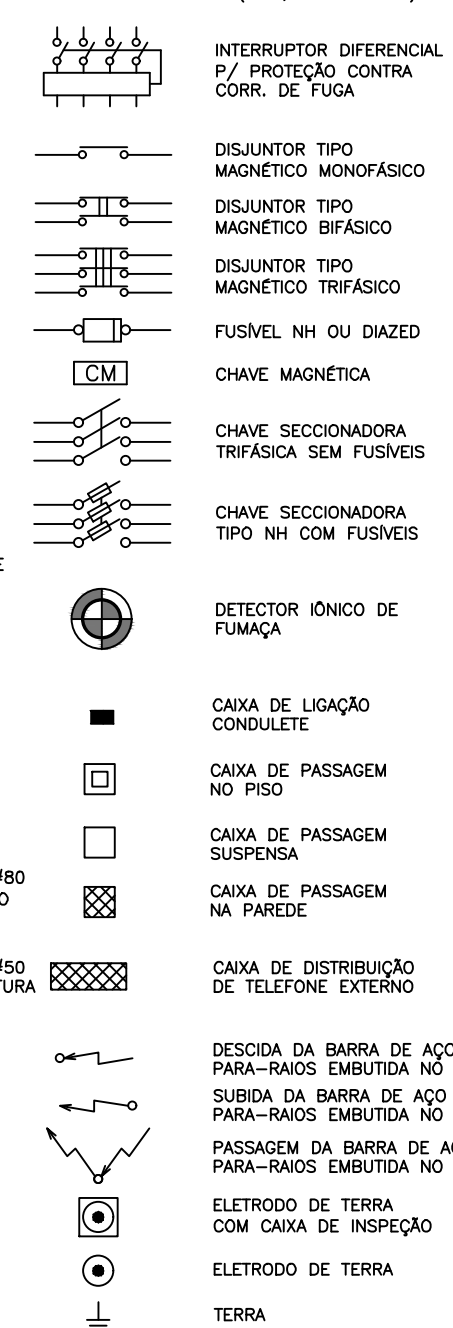 INTERRUPTOR DIFERENCIAL
P/ PROTEÇÃO CONTRA
CORR. DE FUGA
DISJUNTOR TIPO
MAGNÉTICO MONOFÁSICO
DISJUNTOR TIPO
MAGNÉTICO BIFÁSICO
DISJUNTOR TIPO
MAGNÉTICO TRIFÁSICO
FUSÍVEL NH OU DIAZED
CM
CHAVE MAGNÉTICA
CHAVE SECCIONADORA
TRIFÁSICA SEM FUSÍVEIS
CHAVE SECCIONADORA
TIPO NH COM FUSÍVEIS
DETECTOR IÔNICO DE
FUMAÇA
CAIXA DE LIGAÇÃO
CONDULETE
CAIXA DE PASSAGEM
NO PISO
CAIXA DE PASSAGEM
SUSPENSA
CAIXA DE PASSAGEM
NA PAREDE
CAIXA DE DISTRIBUIÇÃO
DE TELEFONE EXTERNO
DESCIDA DA BARRA DE AÇO
PARA-RAIOS EMBUTIDA NO
SUBIDA DA BARRA DE AÇO
PARA-RAIOS EMBUTIDA NO
PASSAGEM DA BARRA DE
PARA-RAIOS EMBUTIDA NO
ELETRODO DE TERRA
COM CAIXA DE INSPEÇÃO
ELETRODO DE TERRA
TERRA